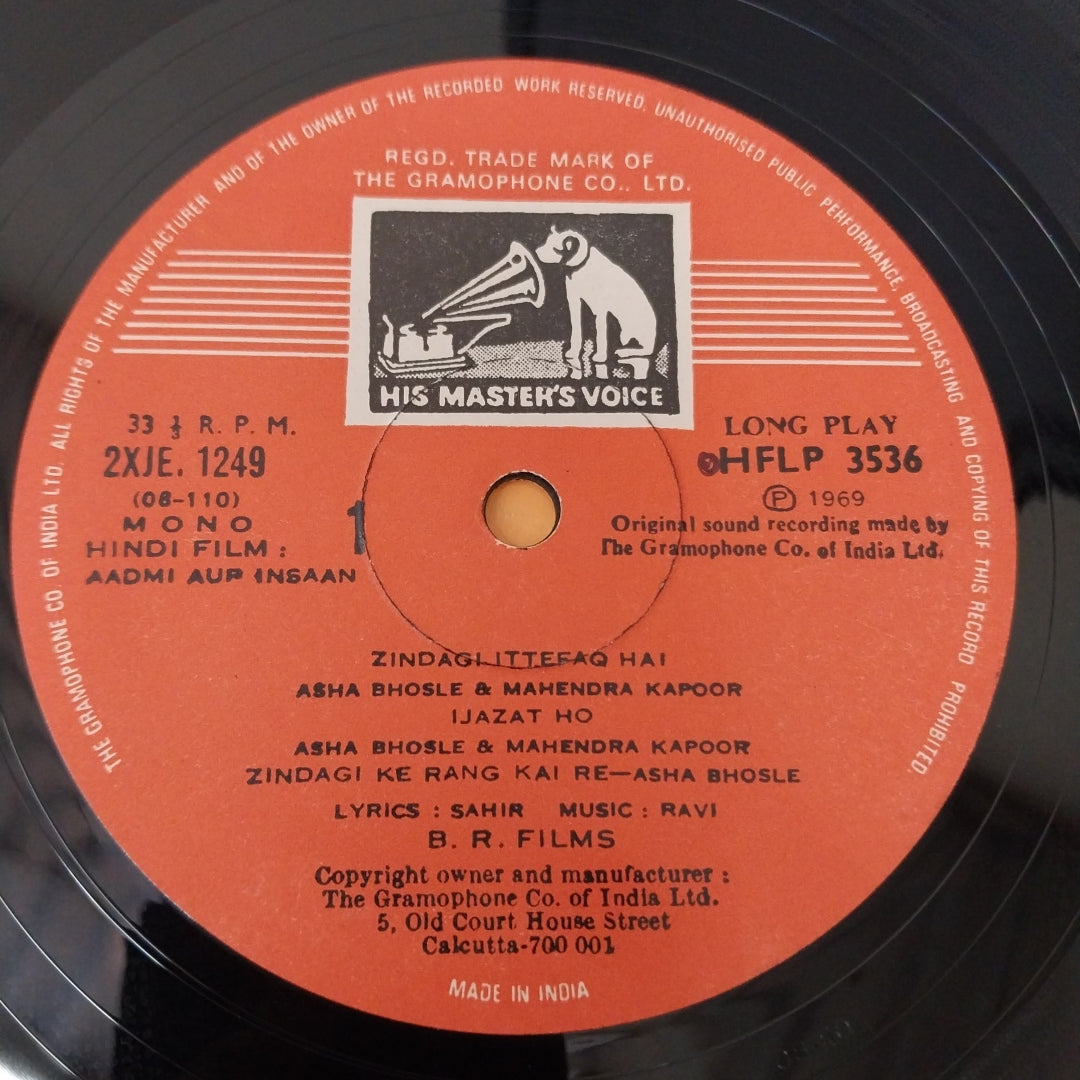 THE GRAMOPHONE CO. OF INDIA LTD. ALL RIGHTS OF THE MANUFACTURER AND OF THE OWNER OF THE RECORDED WORK RESERVED. UNAUTHORISED PUBLIC PERFORMANCE, BROADCASTING AND COPYING OF THIS RECORD PROHIBITED.
REGD. TRADE MARK OF
THE GRAMOPHONE CO., LTD.
HIS MASTER'S VOICE
33 1/3 R. P. M.
2XJE. 1249
(08-110)
MONO
HINDI FILM :
AADMI AUR INSAAN
1
LONG PLAY
HFLP 3536
Ⓟ 1969
Original sound recording made by
The Gramophone Co. of India Ltd.
ZINDAGI ITTEFAQ HAI
ASHA BHOSLE & MAHENDRA KAPOOR
IJAZAT HO
ASHA BHOSLE & MAHENDRA KAPOOR
ZINDAGI KE RANG KAI RE—ASHA BHOSLE
LYRICS : SAHIR MUSIC : RAVI
B. R. FILMS
Copyright owner and manufacturer :
The Gramophone Co. of India Ltd.
5, Old Court House Street
Calcutta-700 001
MADE IN INDIA